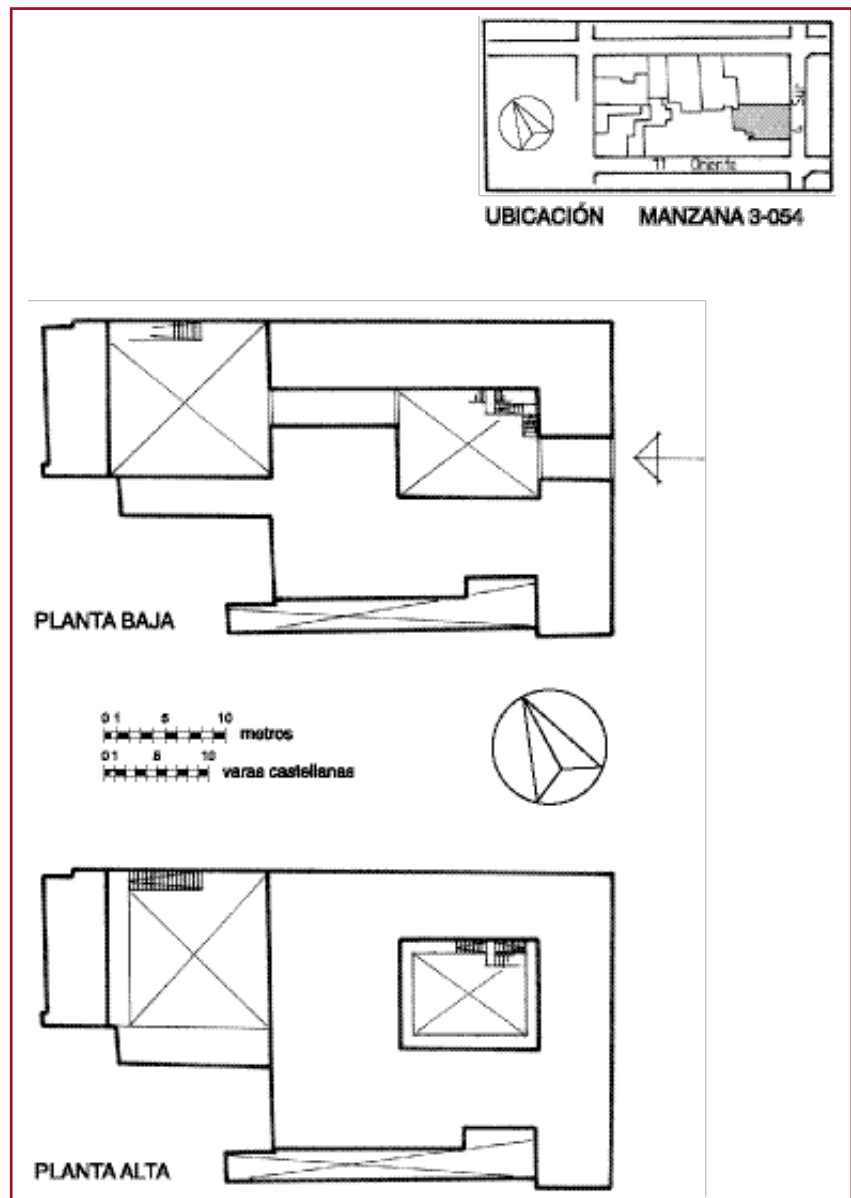 11 Oriente
Sur
UBICACIÓN MANZANA 3-054
PLANTA BAJA
0 1 5 10
metros
0 1 5 10
varas castellanas
PLANTA ALTA